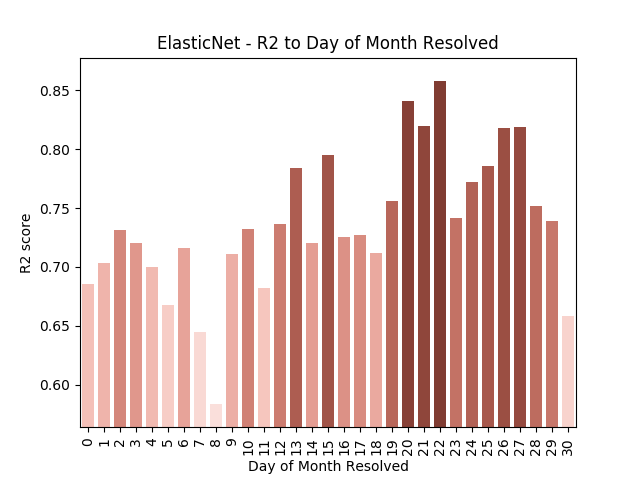 ElasticNet - R2 to Day of Month Resolved
R2 score
0.85
0.80
0.75
0.70
0.65
0.60
0 1 2 3 4 5 6 7 8 9 10 11 12 13 14 15 16 17 18 19 20 21 22 23 24 25 26 27 28 29 30
Day of Month Resolved